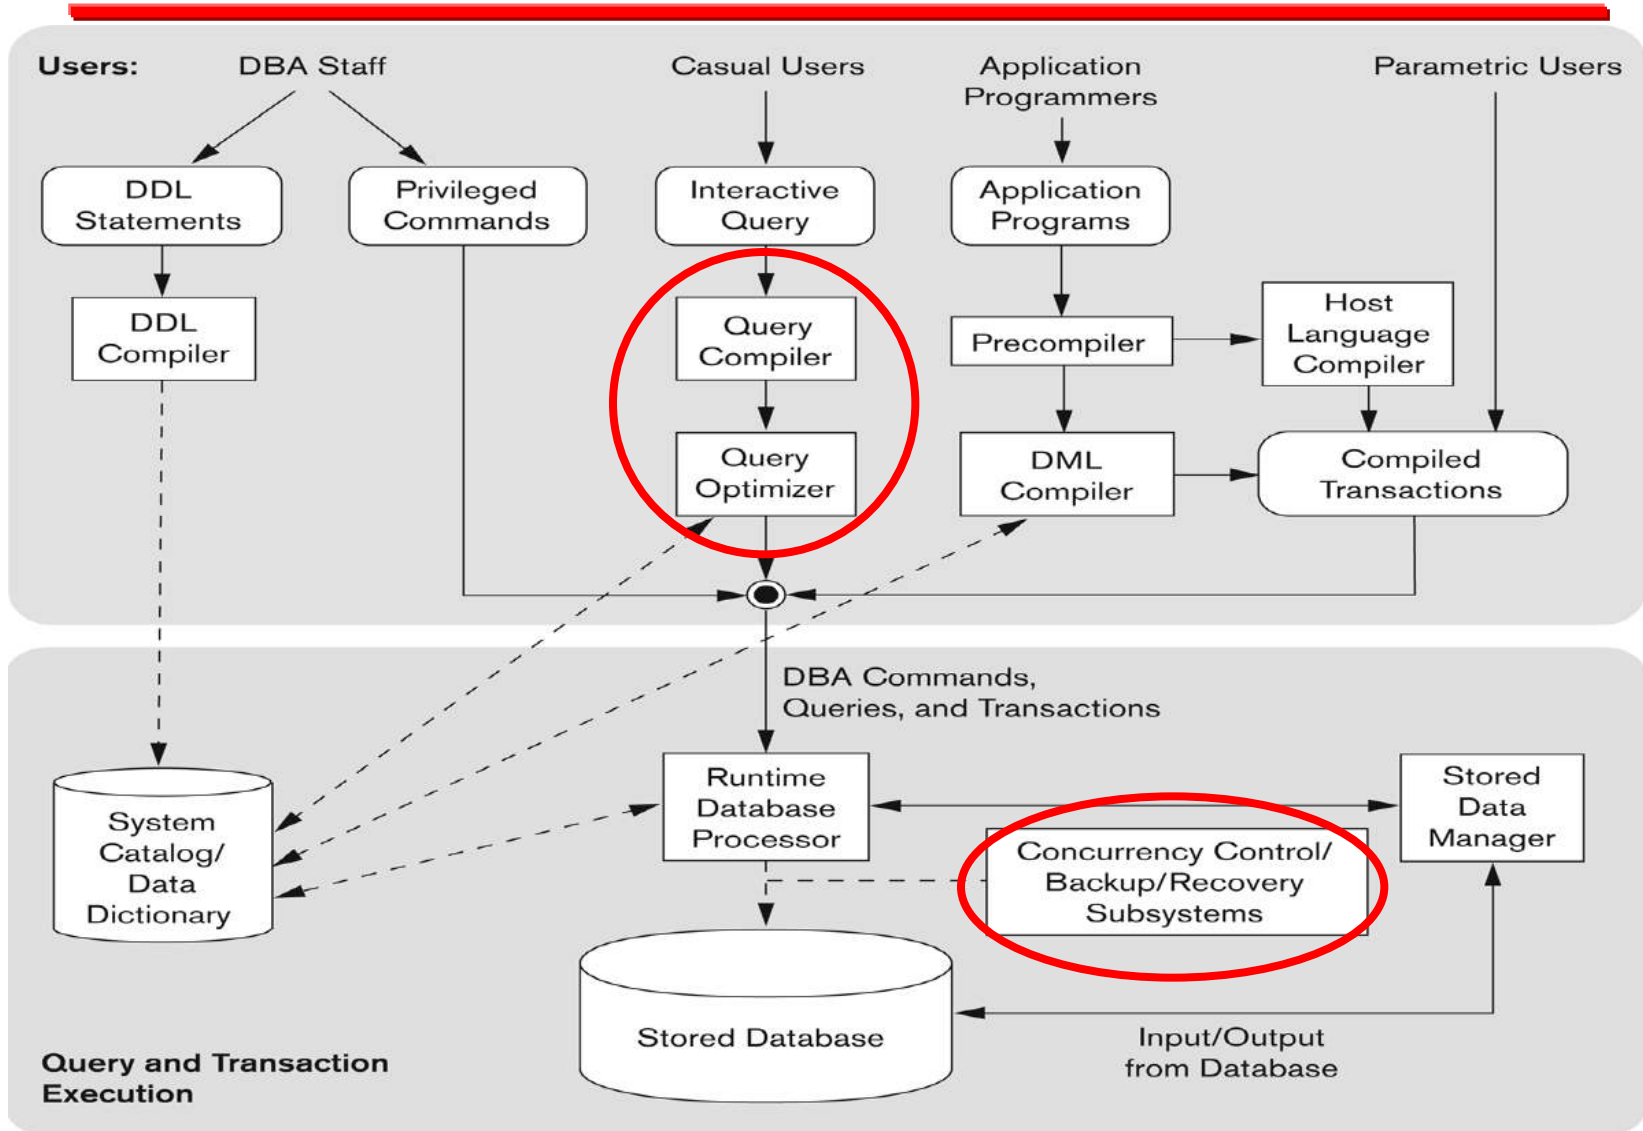 Users:
DBA Staff
Casual Users
Application
Programmers
Parametric Users
DDL
Statements
Privileged
Commands
Interactive
Query
Application
Programs
DDL
Compiler
Query
Compiler
Precompiler
Host
Language
Compiler
Query
Optimizer
DML
Compiler
Compiled
Transactions
DBA Commands,
Queries, and Transactions
System
Catalog/
Data
Dictionary
Runtime
Database
Processor
Stored
Data
Manager
Concurrency Control/
Backup/Recovery
Subsystems
Stored Database
Input/Output
from Database
Query and Transaction
Execution